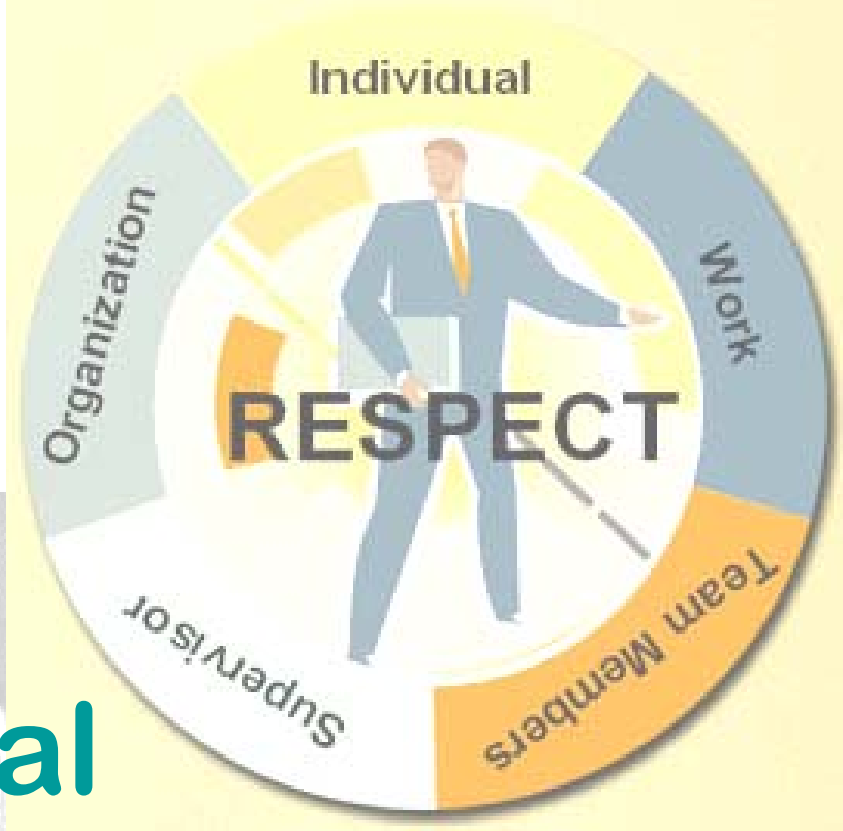 Individual
Work
Team Members
Supervisor
Organization
RESPECT
al